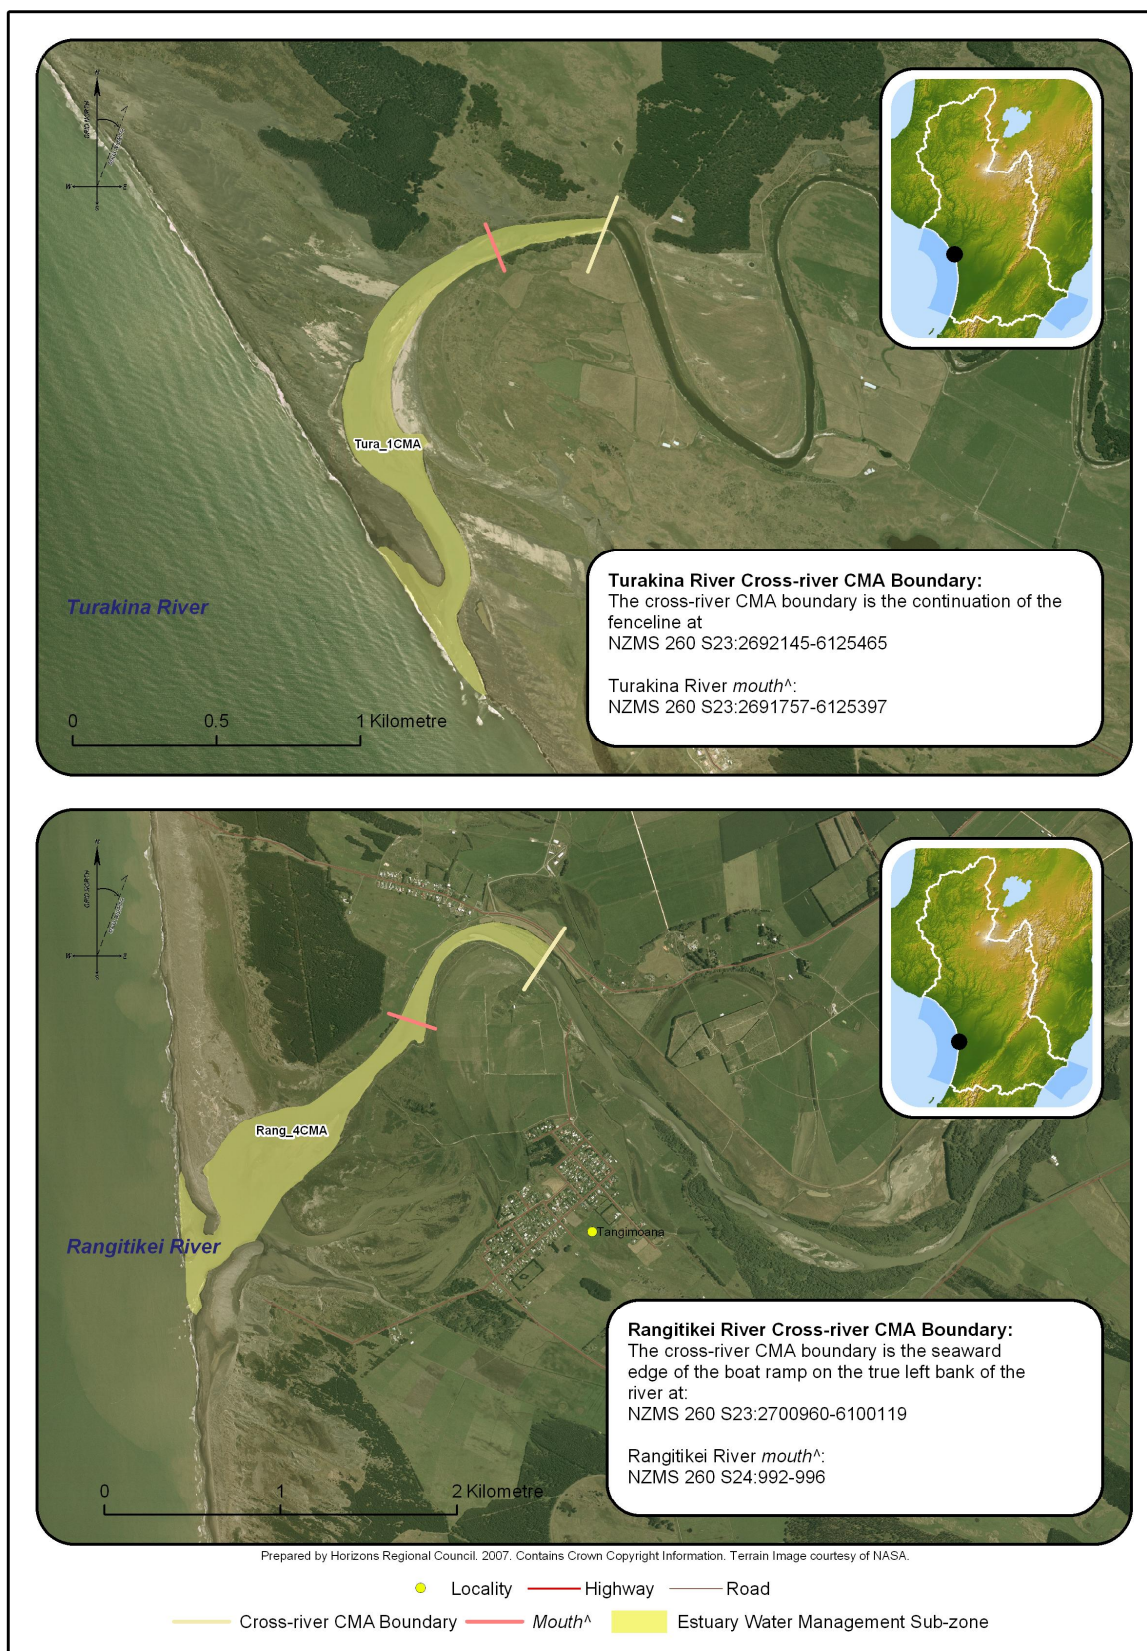 Tura_1CMA
Turakina River
0 0.5 1 Kilometre
Turakina River Cross-river CMA Boundary:
The cross-river CMA boundary is the continuation of the
fenceline at
NZMS 260 S23:2692145-6125465
Turakina River mouth^:
NZMS 260 S23:2691757-6125397
Rang_4CMA
Rangitikei River
Tangimoana
0 1 2 Kilometre
Rangitikei River Cross-river CMA Boundary:
The cross-river CMA boundary is the seaward
edge of the boat ramp on the true left bank of the
river at:
NZMS 260 S23:2700960-6100119
Rangitikei River mouth^:
NZMS 260 S24:992-996
Prepared by Horizons Regional Council. 2007. Contains Crown Copyright Information. Terrain Image courtesy of NASA.
Locality Highway Road
Cross-river CMA Boundary Mouth^ Estuary Water Management Sub-zone